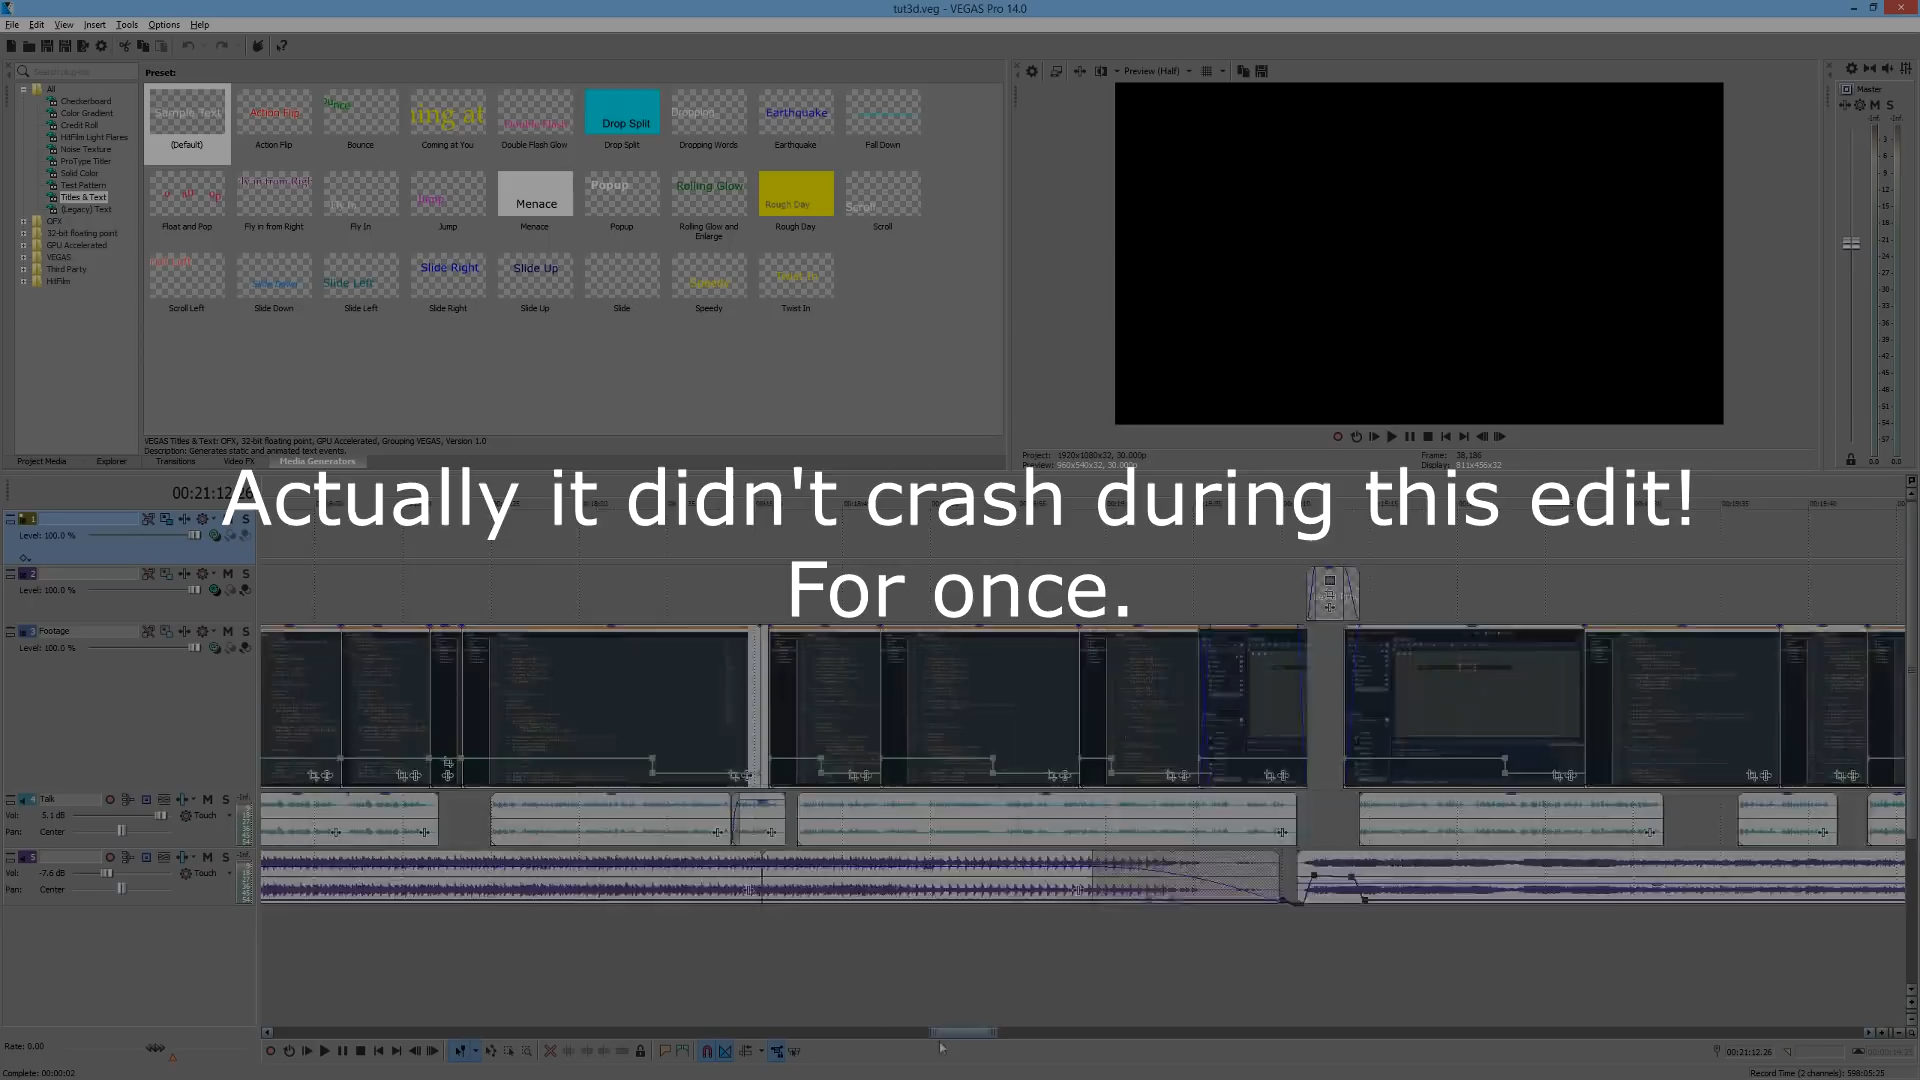 tut3d.veg - VEGAS Pro 14.0
File Edit View Insert Tools Options Help
Search plug-ins
Preset:
All
Checkerboard
Color Gradient
Credit Roll
HitFilm Light Flares
Noise Texture
ProType Titler
Solid Color
Test Pattern
Titles & Text
(Legacy) Text
OFX
32-bit floating point
GPU Accelerated
VEGAS
Third Party
HitFilm
Sample Text
Action Flip
ounce
ing at
Double Flash
Drop Split
Dropping
Earthquake
(Default)
Action Flip
Bounce
Coming at You
Double Flash Glow
Drop Split
Dropping Words
Earthquake
Fall Down
Jump
Menace
Popup
Rolling Glow
Rough Day
Scroll
Float and Pop
Fly in from Right
Fly In
Jump
Menace
Popup
Rolling Glow and
Enlarge
Rough Day
Scroll
Slide Down
Slide Left
Slide Right
Slide Up
Speedy
Twist In
Scroll Left
Slide Down
Slide Left
Slide Right
Slide Up
Slide
Speedy
Twist In
VEGAS Titles & Text: OFX, 32-bit floating point, GPU Accelerated, Grouping VEGAS, Version 1.0
Description: Generates static and animated text events.
Project Media Explorer Transitions Video FX Media Generators
Preview (Half)
Project: 1920x1080x32, 30.000p
Preview: 960x540x32, 30.000p
Frame: 38,186
Display: 811x456x32
Master
M S
Actually it didn't crash during this edit!
For once.
00:21:12.26
1
Level: 100.0 %
2 M S
Level: 100.0 %
3 Footage M S
Level: 100.0 %
4 Talk M S
Vol: 5.1 dB Touch
Pan: Center
5 M S
Vol: -7.6 dB Touch
Pan: Center
Rate: 0.00
00:21:12.26
Complete: 00:00:02
Record Time (2 channels): 598:05:25